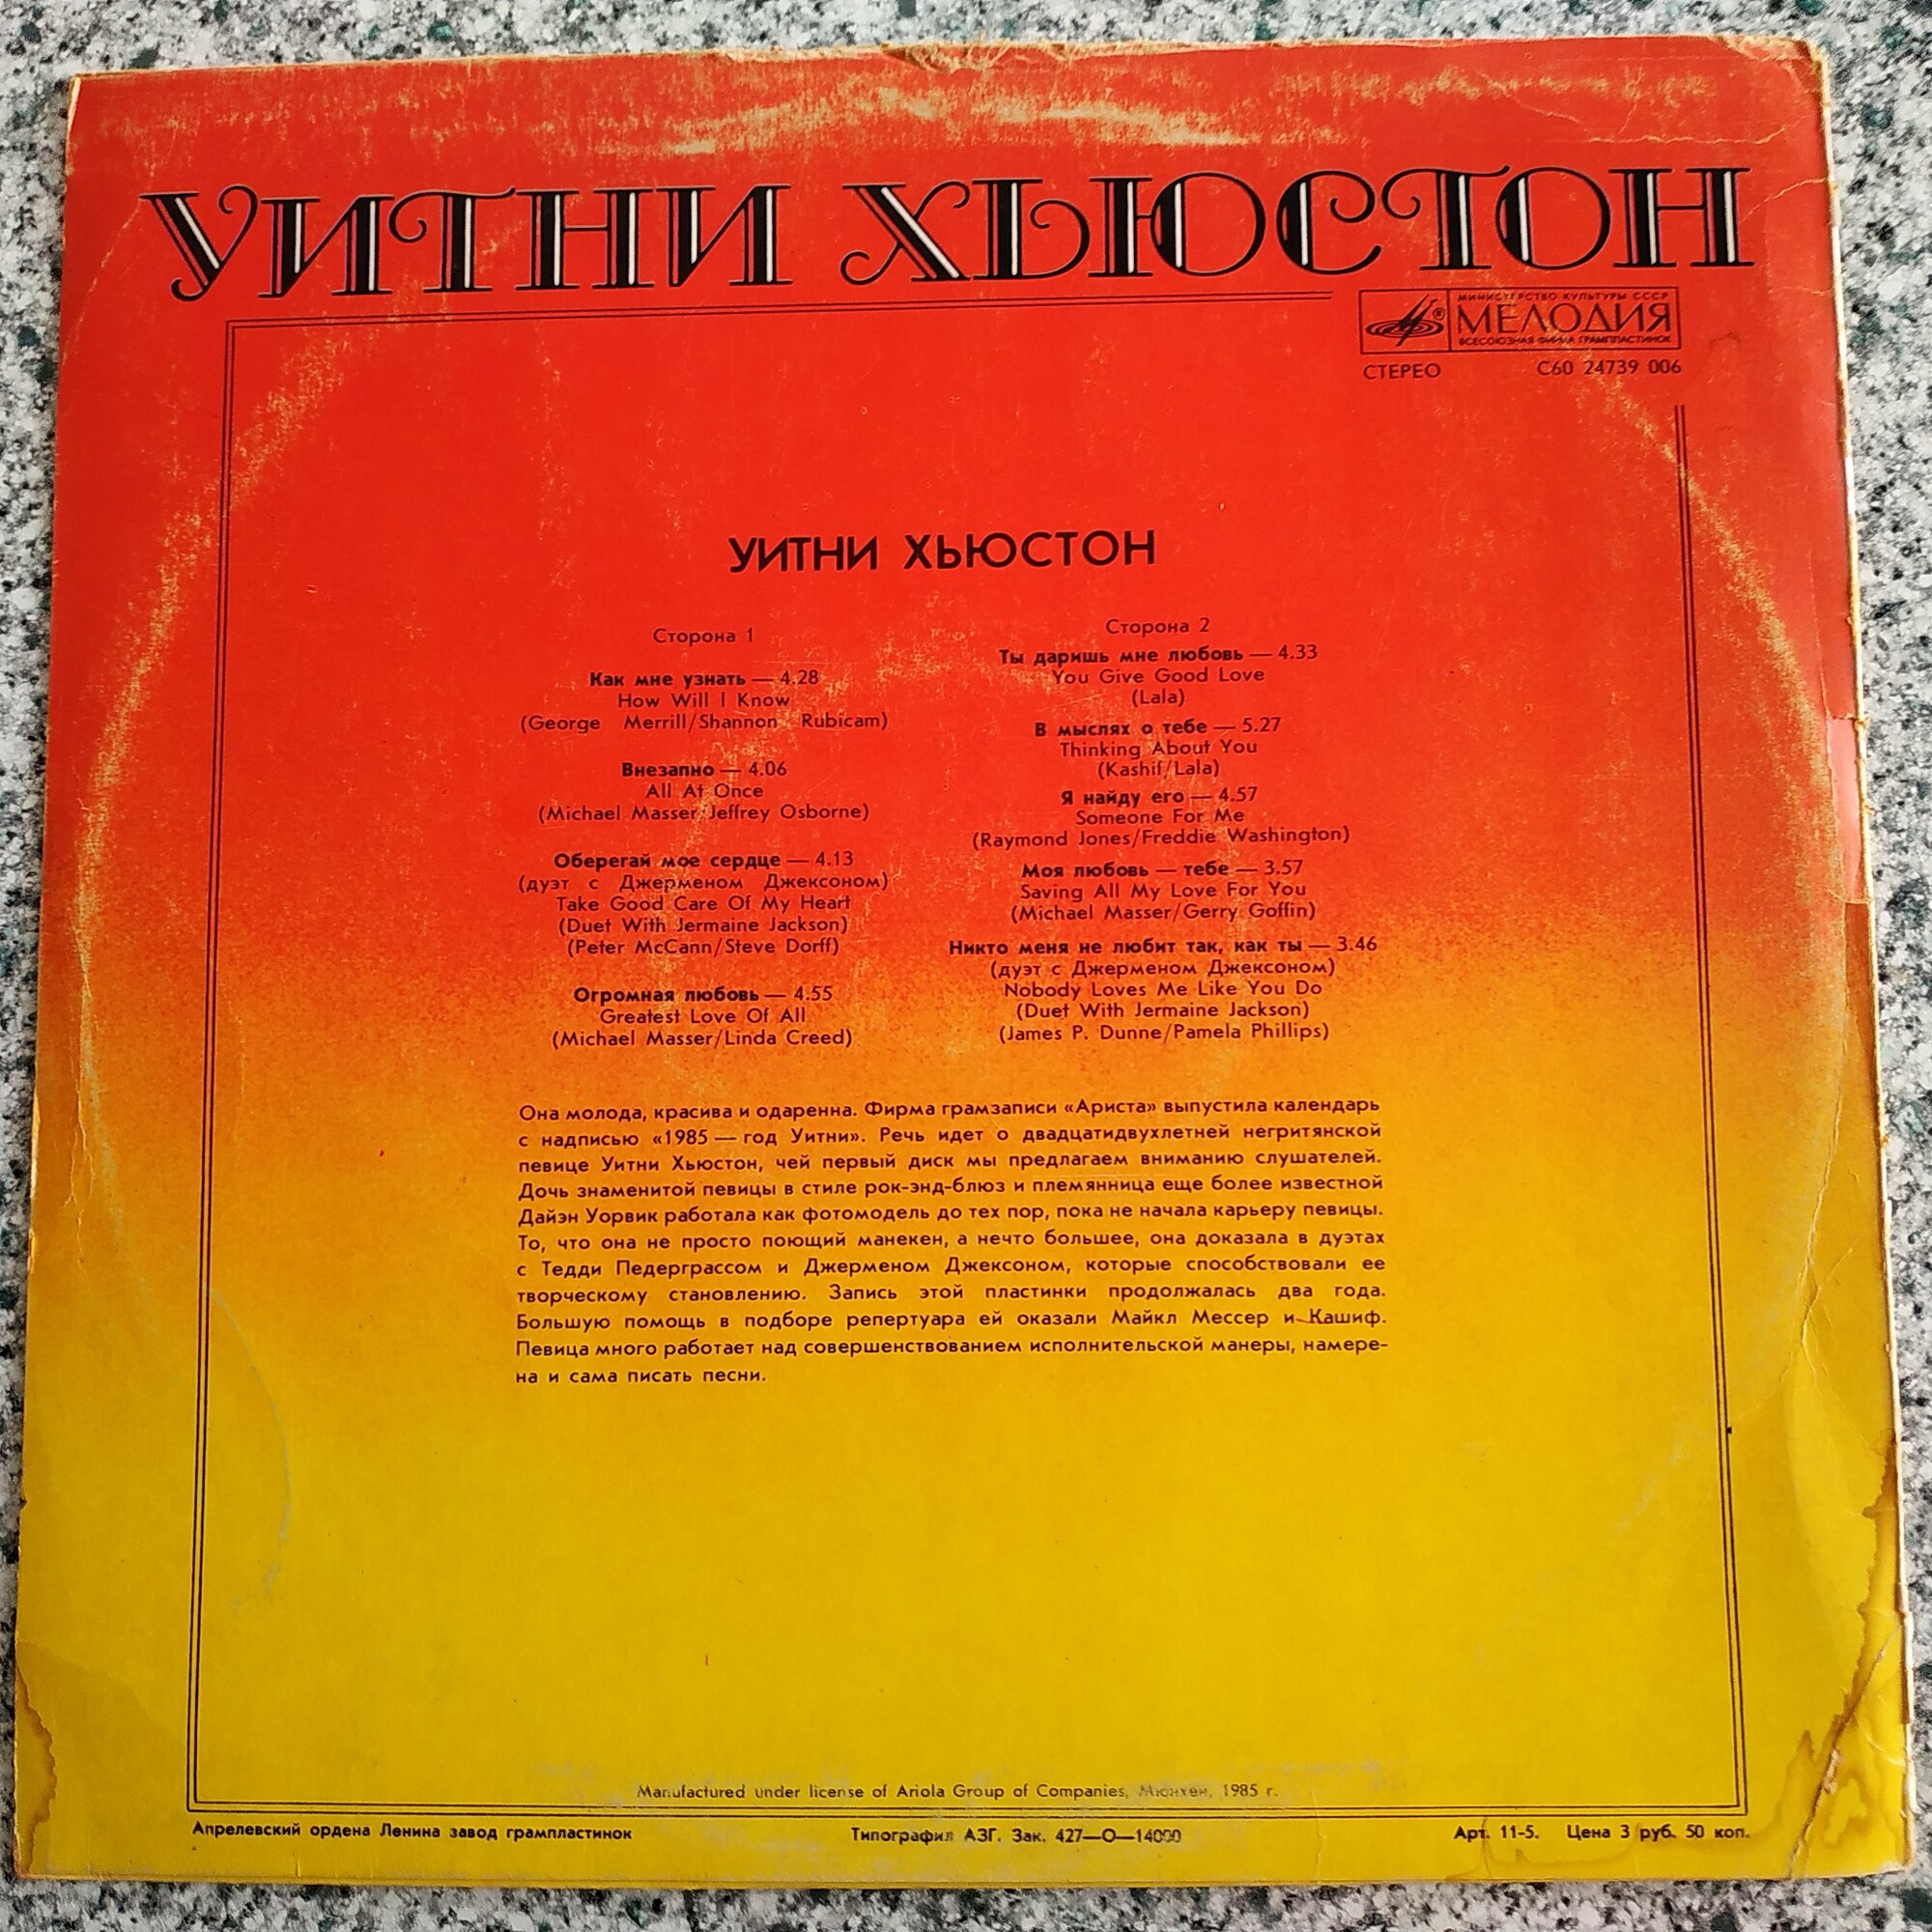 УИТНИ ХЬЮСТОН
МИНИСТЕРСТВО КУЛЬТУРЫ СССР
МЕЛОДИЯ
ВСЕСОЮЗНАЯ ФИРМА ГРАМПЛАСТИНОК
СТЕРЕО С60 24739 006
УИТНИ ХЬЮСТОН
Сторона 1
Как мне узнать — 4.28
How Will I Know
(George Merrill/Shannon Rubicam)
Внезапно — 4.06
All At Once
(Michael Masser/Jeffrey Osborne)
Оберегай мое сердце — 4.13
(дуэт с Джерменом Джексоном)
Take Good Care Of My Heart
(Duet With Jermaine Jackson)
(Peter McCann/Steve Dorff)
Огромная любовь — 4.55
Greatest Love Of All
(Michael Masser/Linda Creed)
Сторона 2
Ты даришь мне любовь — 4.33
You Give Good Love
(Lala)
В мыслях о тебе — 5.27
Thinking About You
(Kashif/Lala)
Я найду его — 4.57
Someone For Me
(Raymond Jones/Freddie Washington)
Моя любовь — тебе — 3.57
Saving All My Love For You
(Michael Masser/Gerry Goffin)
Никто меня не любит так, как ты — 3.46
(дуэт с Джерменом Джексоном)
Nobody Loves Me Like You Do
(Duet With Jermaine Jackson)
(James P. Dunne/Pamela Phillips)
Она молода, красива и одаренна. Фирма грамзаписи «Ариста» выпустила календарь
с надписью «1985 — год Уитни». Речь идет о двадцатидвухлетней негритянской
певице Уитни Хьюстон, чей первый диск мы предлагаем вниманию слушателей.
Дочь знаменитой певицы в стиле рок-энд-блюз и племянница еще более известной
Дайэн Уорвик работала как фотомодель до тех пор, пока не начала карьеру певицы.
То, что она не просто поющий манекен, а нечто большее, она доказала в дуэтах
с Тедди Педерграссом и Джерменом Джексоном, которые способствовали ее
творческому становлению. Запись этой пластинки продолжалась два года.
Большую помощь в подборе репертуара ей оказали Майкл Мессер и Кашиф.
Певица много работает над совершенствованием исполнительской манеры, намере-
на и сама писать песни.
Manufactured under license of Ariola Group of Companies, Мюнхен, 1985 г.
Апрелевский ордена Ленина завод грампластинок Типография АЗГ. Зак. 427—О—14000 Арт. 11-5. Цена 3 руб. 50 коп.